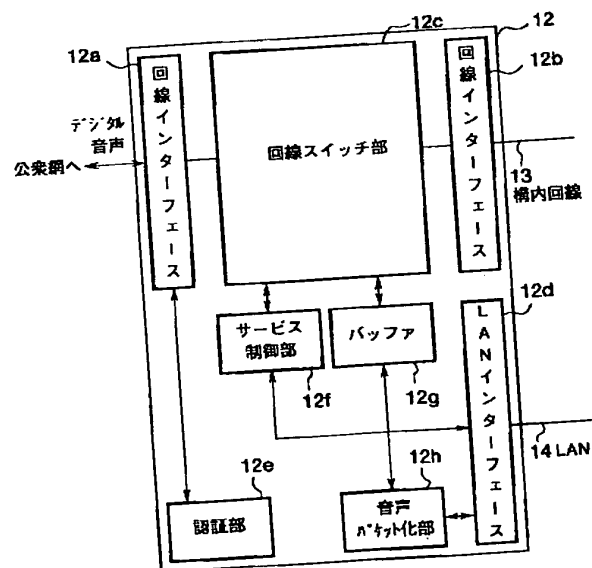 12c
12
12a
12b
回線インターフェース
回線スイッチ部
回線インターフェース
デジタル
音声
公衆網へ
13
構内回線
12d
サービス
制御部
バッファ
LANインターフェース
12f
12g
14 LAN
12e
12h
認証部
音声
パケット化部